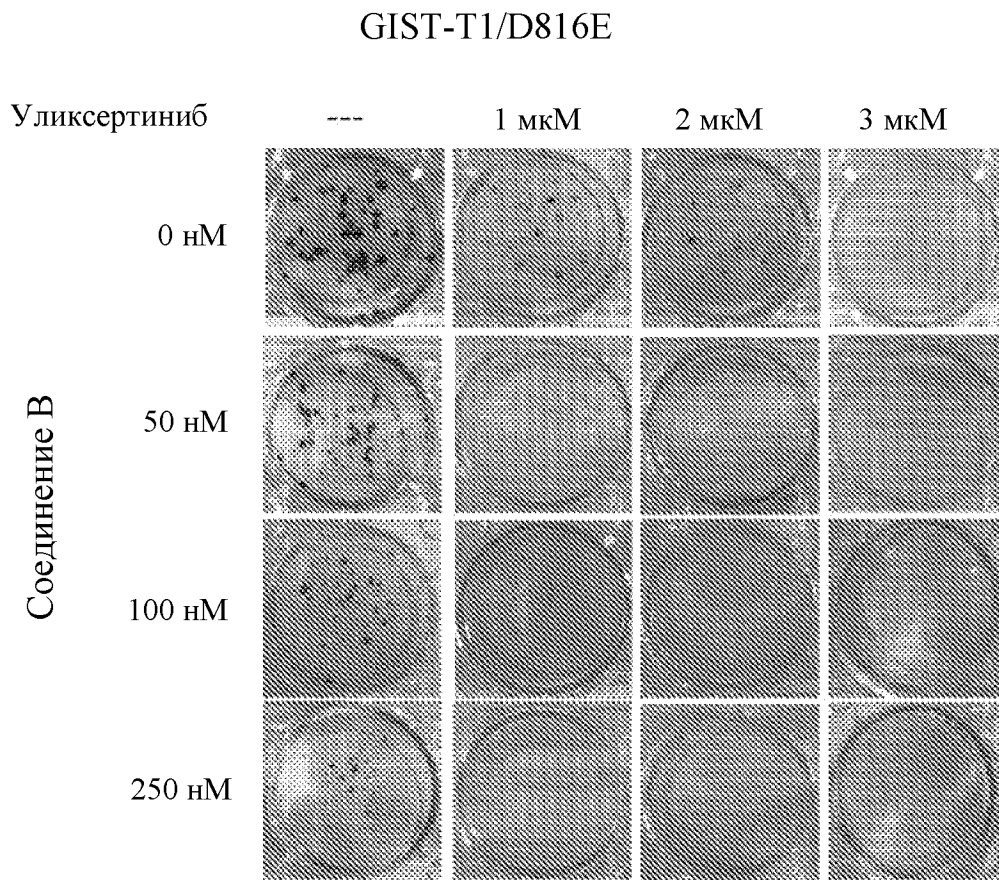 GIST-T1/D816E
Уликсертиниб --- 1 мкМ 2 мкМ 3 мкМ
0 нМ
50 нМ
Соединение В
100 нМ
250 нМ